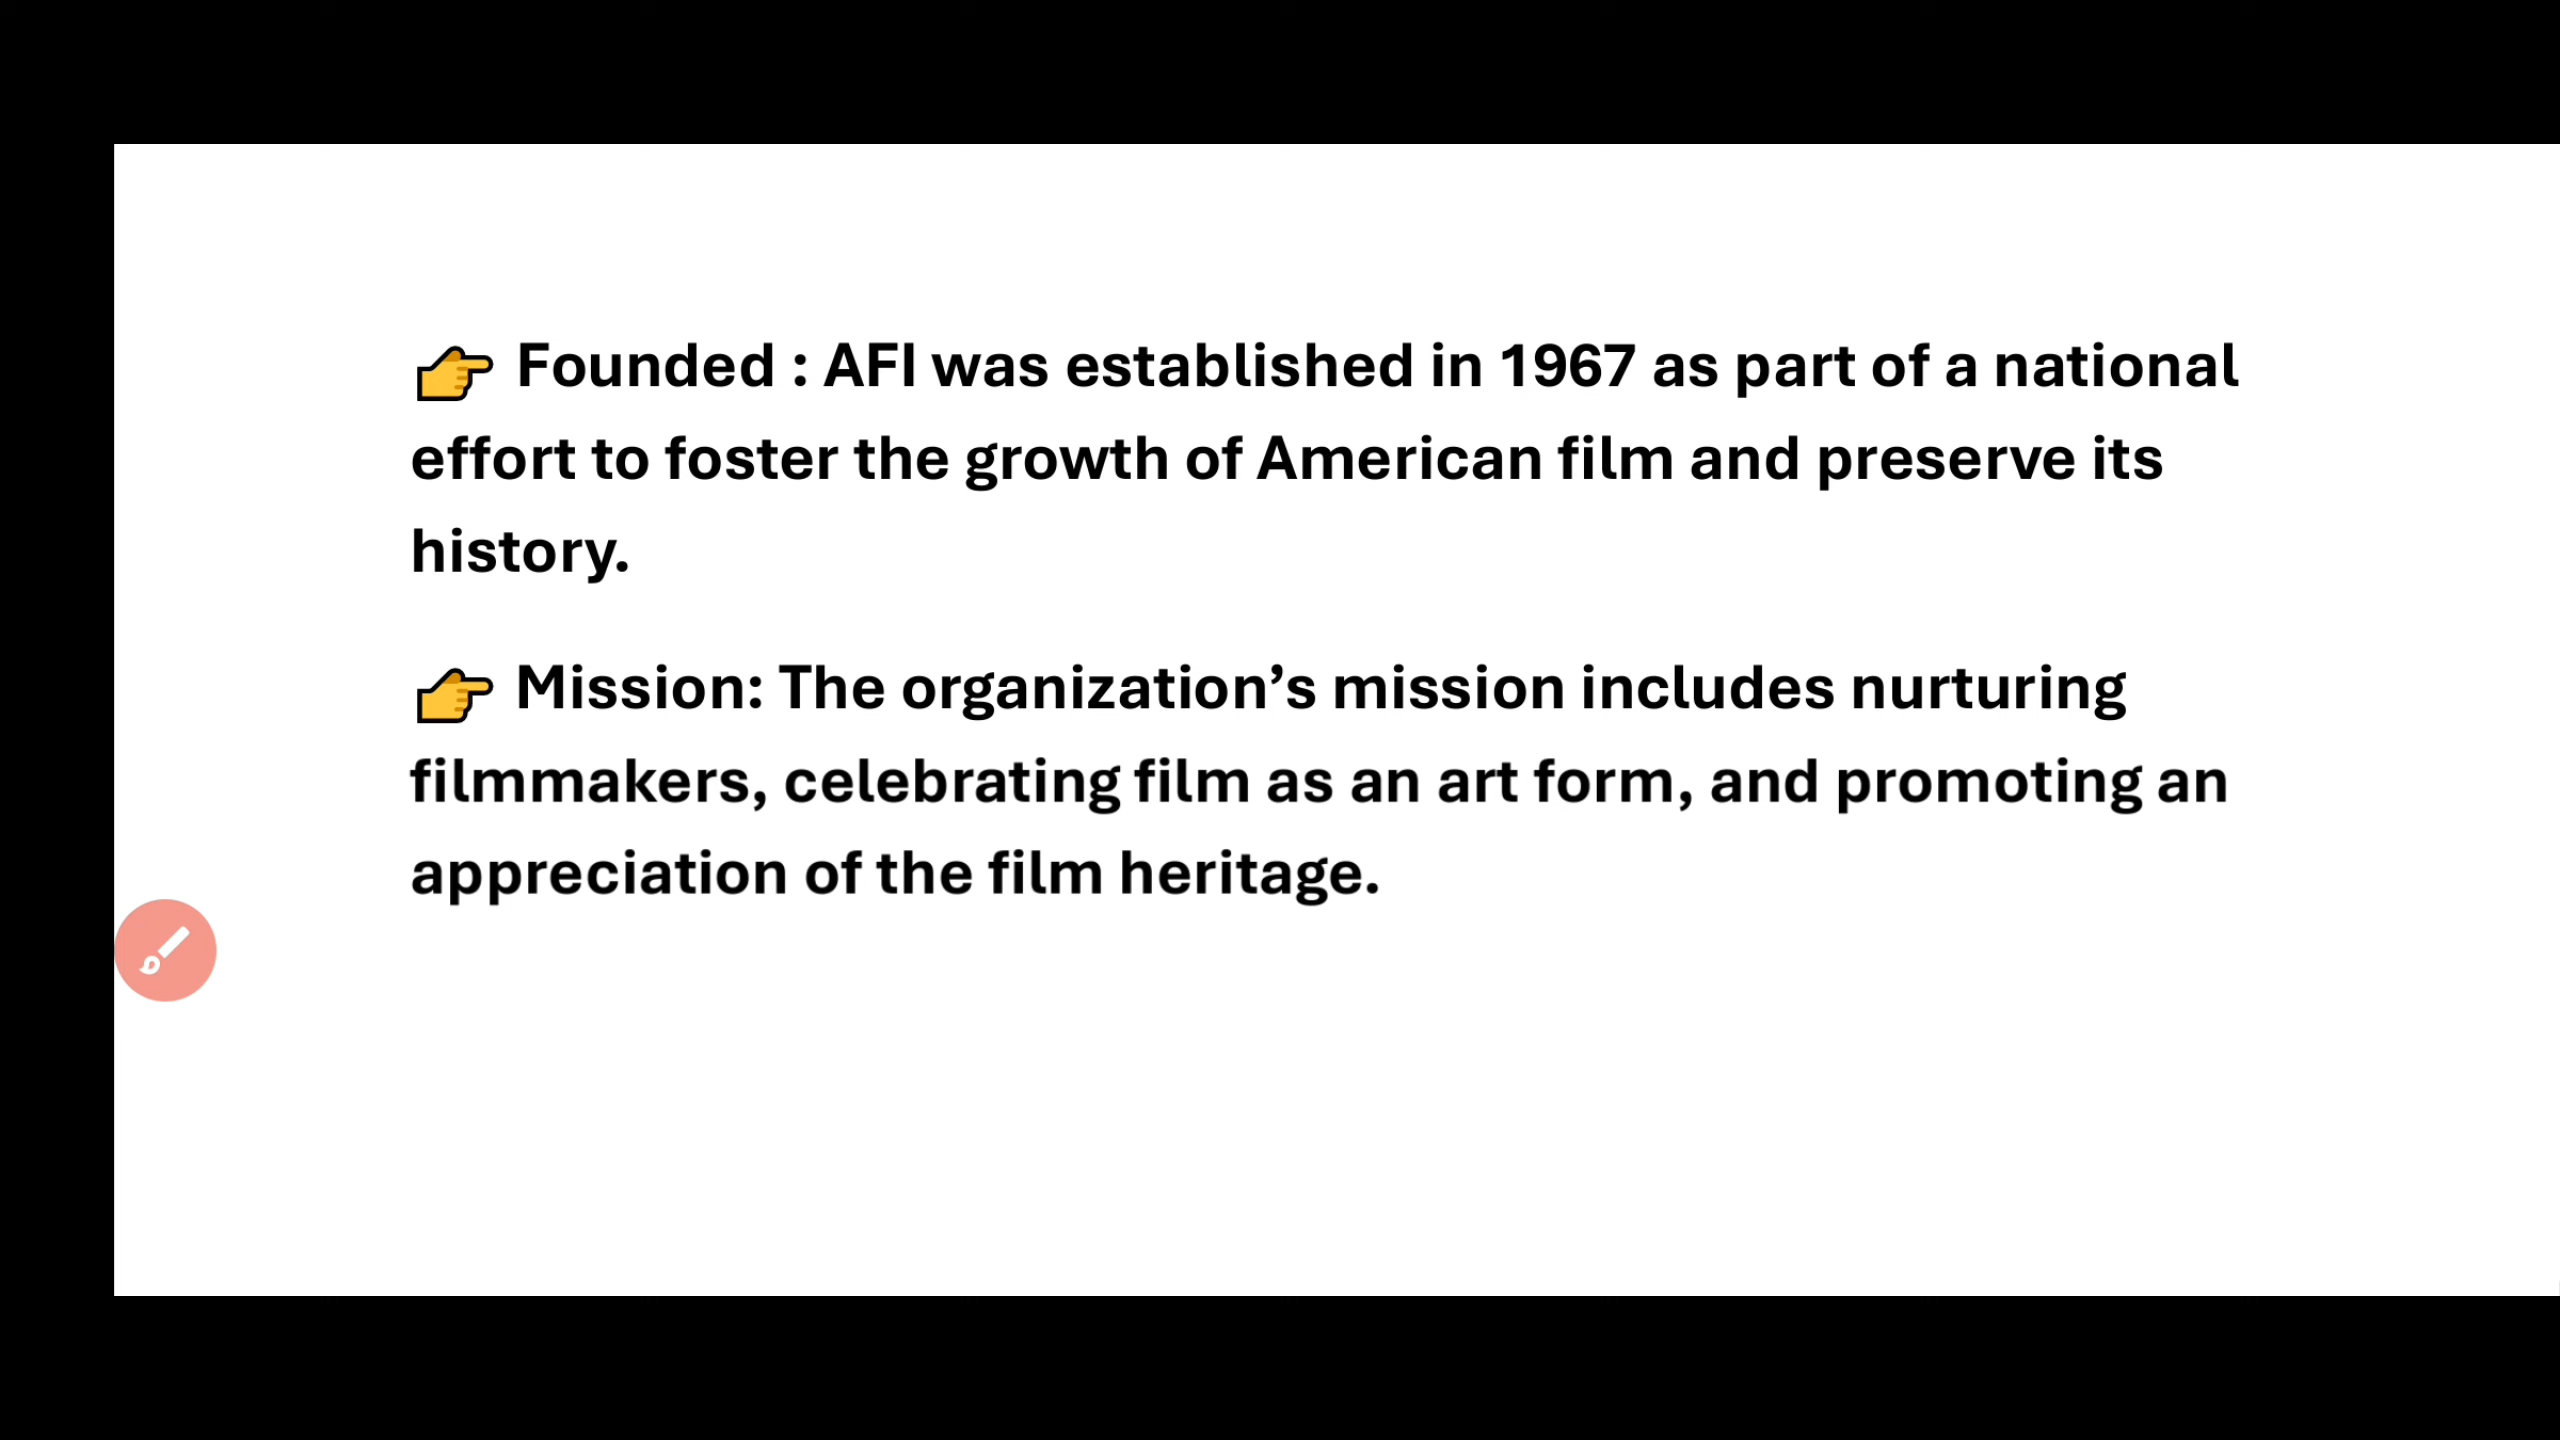 👉 Founded : AFI was established in 1967 as part of a national
effort to foster the growth of American film and preserve its
history.
👉 Mission: The organization’s mission includes nurturing
filmmakers, celebrating film as an art form, and promoting an
appreciation of the film heritage.